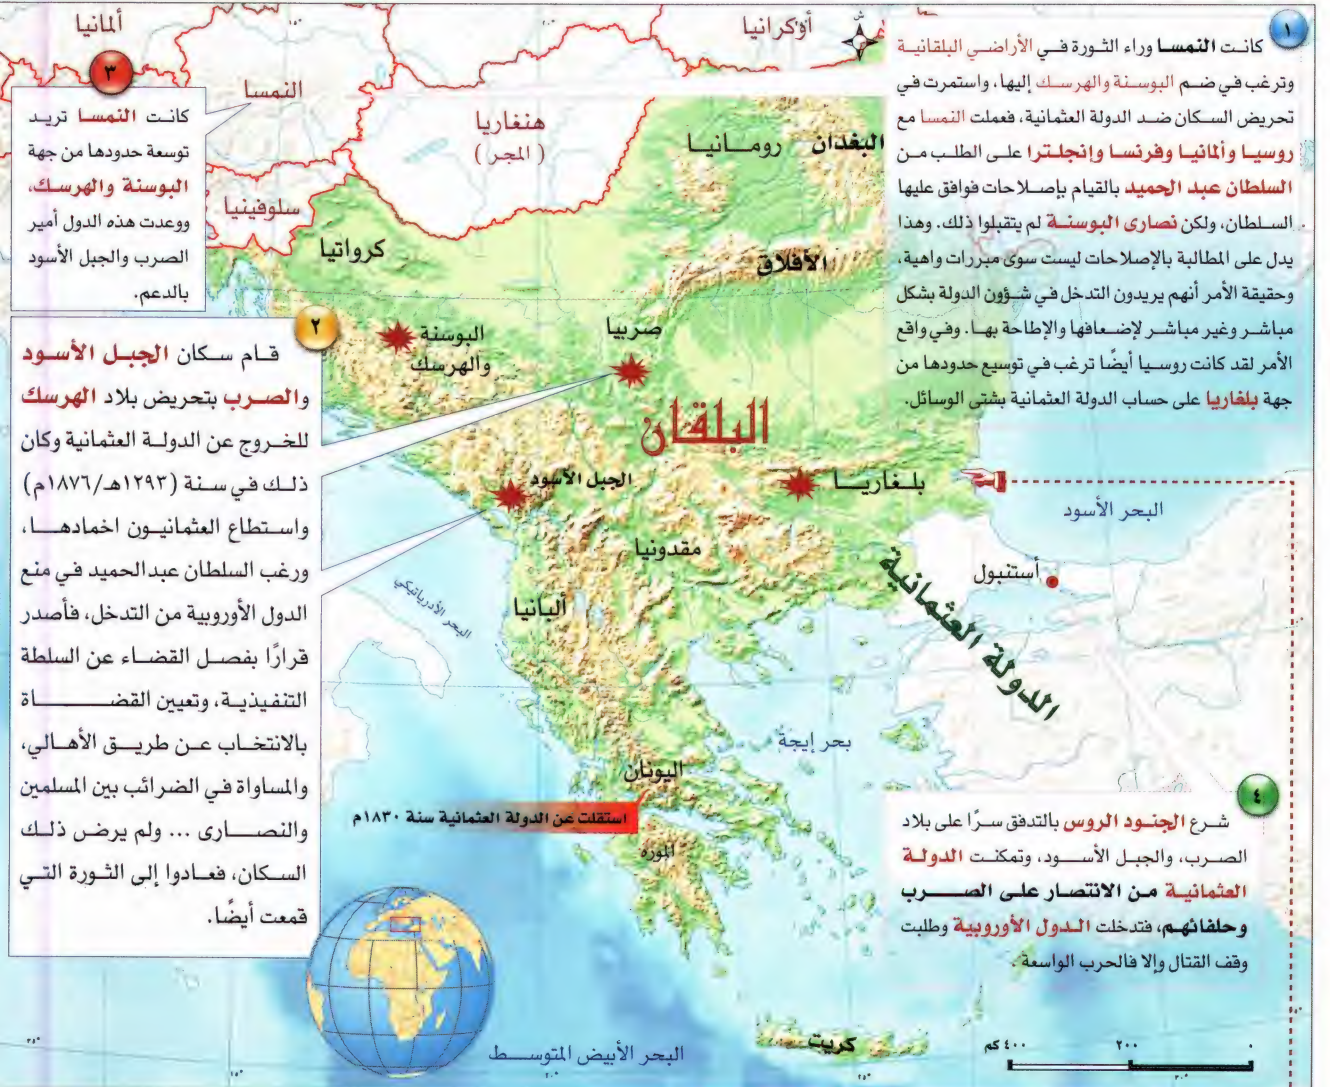 ١
كانت النمسا وراء الثورة في الأراضي البلقانية
وترغب في ضم البوسنة والهرسك إليها، واستمرت في
تحريض السكان ضد الدولة العثمانية، فعملت النمسا مع
روسيا وألمانيا وفرنسا وإنجلترا على الطلب من
السلطان عبد الحميد بالقيام بإصلاحات فوافق عليها
السلطان، ولكن نصارى البوسنة لم يتقبلوا ذلك. وهذا
يدل على المطالبة بالإصلاحات ليست سوى مبررات واهية،
وحقيقة الأمر أنهم يريدون التدخل في شؤون الدولة بشكل
مباشر وغير مباشر لإضعافها والإطاحة بها. وفي واقع
الأمر لقد كانت روسيا أيضًا ترغب في توسيع حدودها من
جهة بلغاريا على حساب الدولة العثمانية بشتى الوسائل.
٢
قام سكان الجبل الأسود
والصرب بتحريض بلاد الهرسك
للخروج عن الدولة العثمانية وكان
ذلك في سنة (١٢٩٣هـ/١٨٧٦م)
واستطاع العثمانيون اخمادها،
ورغب السلطان عبدالحميد في منع
الدول الأوروبية من التدخل، فأصدر
قرارًا بفصل القضاء عن السلطة
التنفيذية، وتعيين القضاة
بالانتخاب عن طريق الأهالي،
والمساواة في الضرائب بين المسلمين
والنصارى ... ولم يرض ذلك
السكان، فعادوا إلى الثورة التي
قمعت أيضًا.
٣
كانت النمسا تريد
توسعة حدودها من جهة
البوسنة والهرسك،
ووعدت هذه الدول أمير
الصرب والجبل الأسود
بالدعم.
٤
شرع الجنود الروس بالتدفق سرًا على بلاد
الصرب، والجبل الأسود، وتمكنت الدولة
العثمانية من الانتصار على الصرب
وحلفائهم، فتدخلت الدول الأوروبية وطلبت
وقف القتال وإلا فالحرب الواسعة.
ألمانيا
أوكرانيا
النمسا
هنغاريا
(المجر)
سلوفينيا
كرواتيا
رومانيا
البغدان
الأفلاق
صربيا
البوسنة
والهرسك
البلقان
الجبل الأسود
بلغاريا
البحر الأسود
أستنبول
مقدونيا
ألبانيا
البحر الأدرياتيكي
الدولة العثمانية
بحر إيجة
اليونان
استقلت عن الدولة العثمانية سنة ١٨٣٠م
المورة
كريت
البحر الأبيض المتوسط
٠ ٢٠٠ ٤٠٠ كم